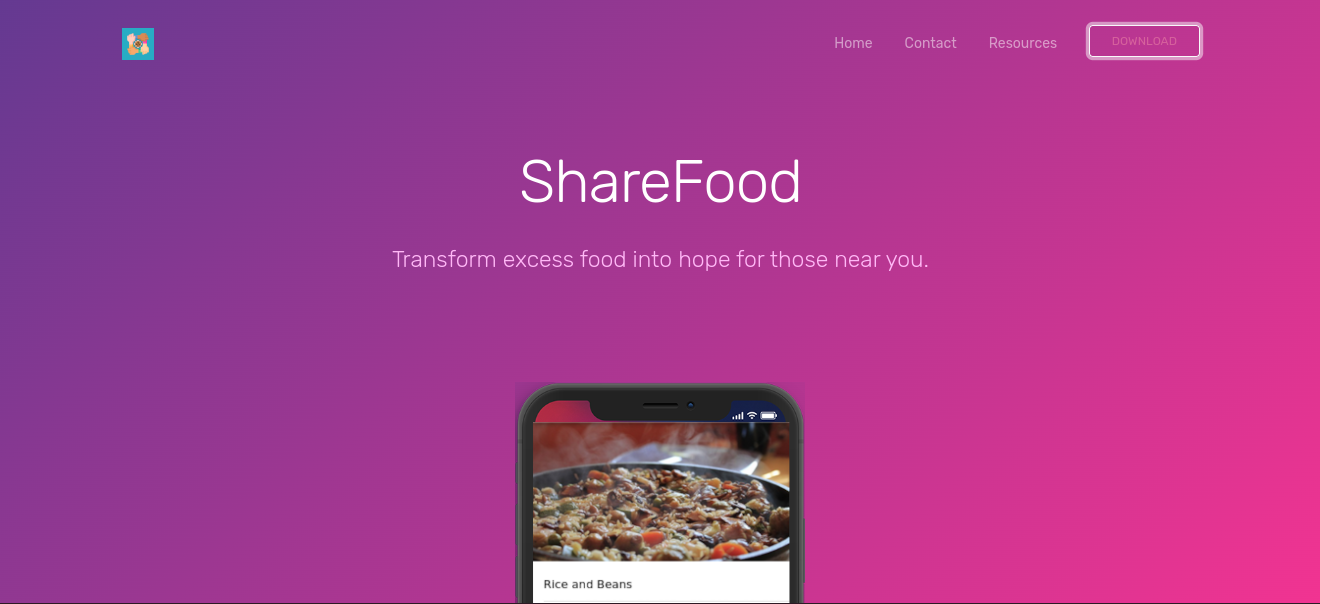 Home Contact Resources DOWNLOAD
ShareFood
Transform excess food into hope for those near you.
Rice and Beans